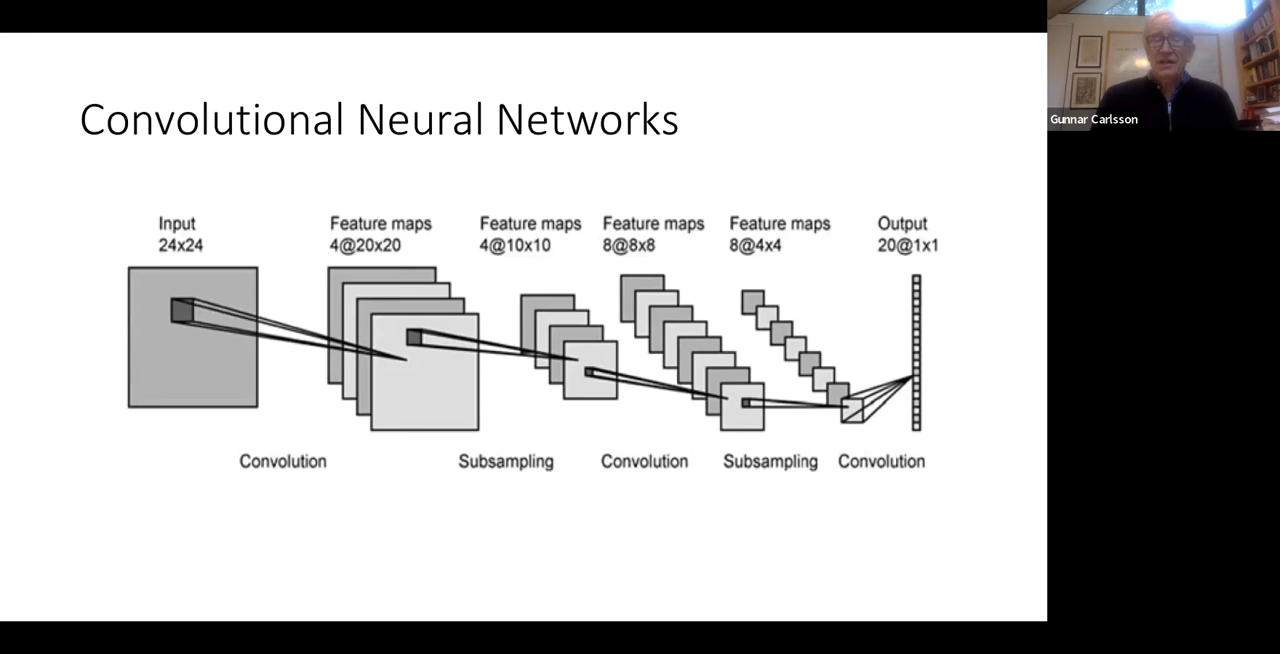 Convolutional Neural Networks
Gunnar Carlsson
Input
24x24
Feature maps
4@20x20
Feature maps
4@10x10
Feature maps
8@8x8
Feature maps
8@4x4
Output
20@1x1
Convolution
Subsampling
Convolution
Subsampling
Convolution